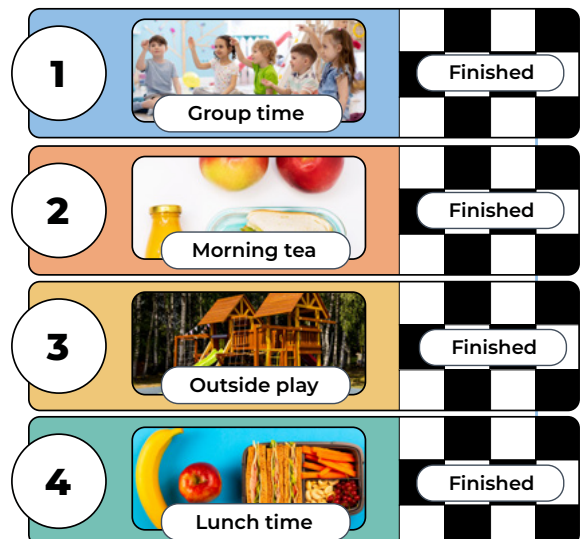 1
Group time
Finished
2
Morning tea
Finished
3
Outside play
Finished
4
Lunch time
Finished